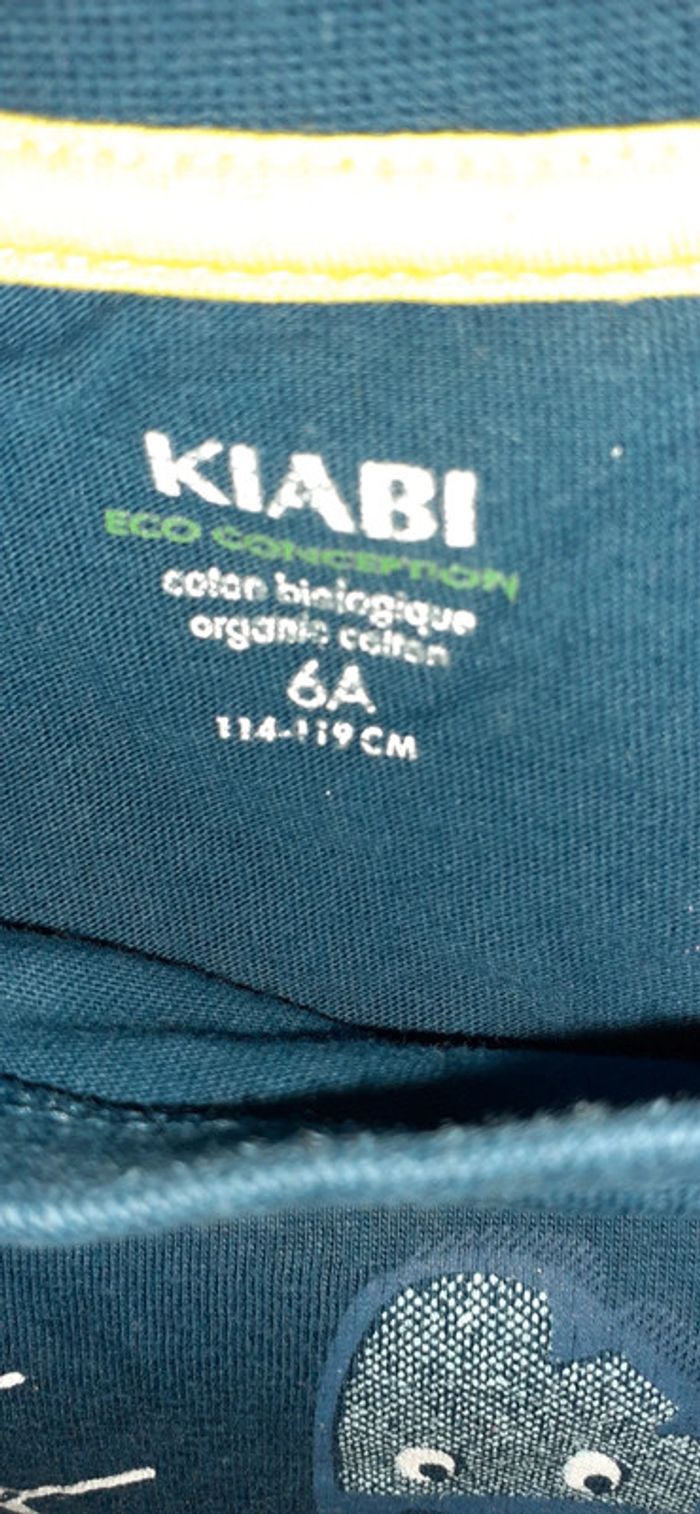 KIABI
ECO CONCEPTION
coton biologique
organic cotton
6A
114-119 CM